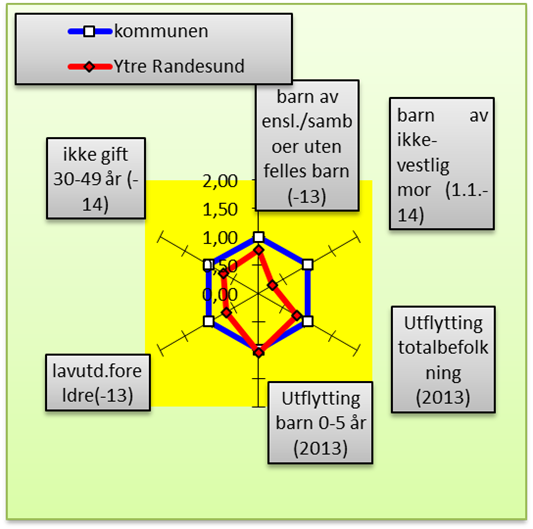 kommunen
Ytre Randesund
barn av
ensl./samb
oer uten
felles barn
(-13)
barn av
ikke-
vestlig
mor (1.1.-
14)
ikke gift
30-49 år (-
14)
2,00
1,50
1,00
0,50
0,00
Utflytting
totalbefolk
ning
(2013)
lavutd.fore
ldre(-13)
Utflytting
barn 0-5 år
(2013)